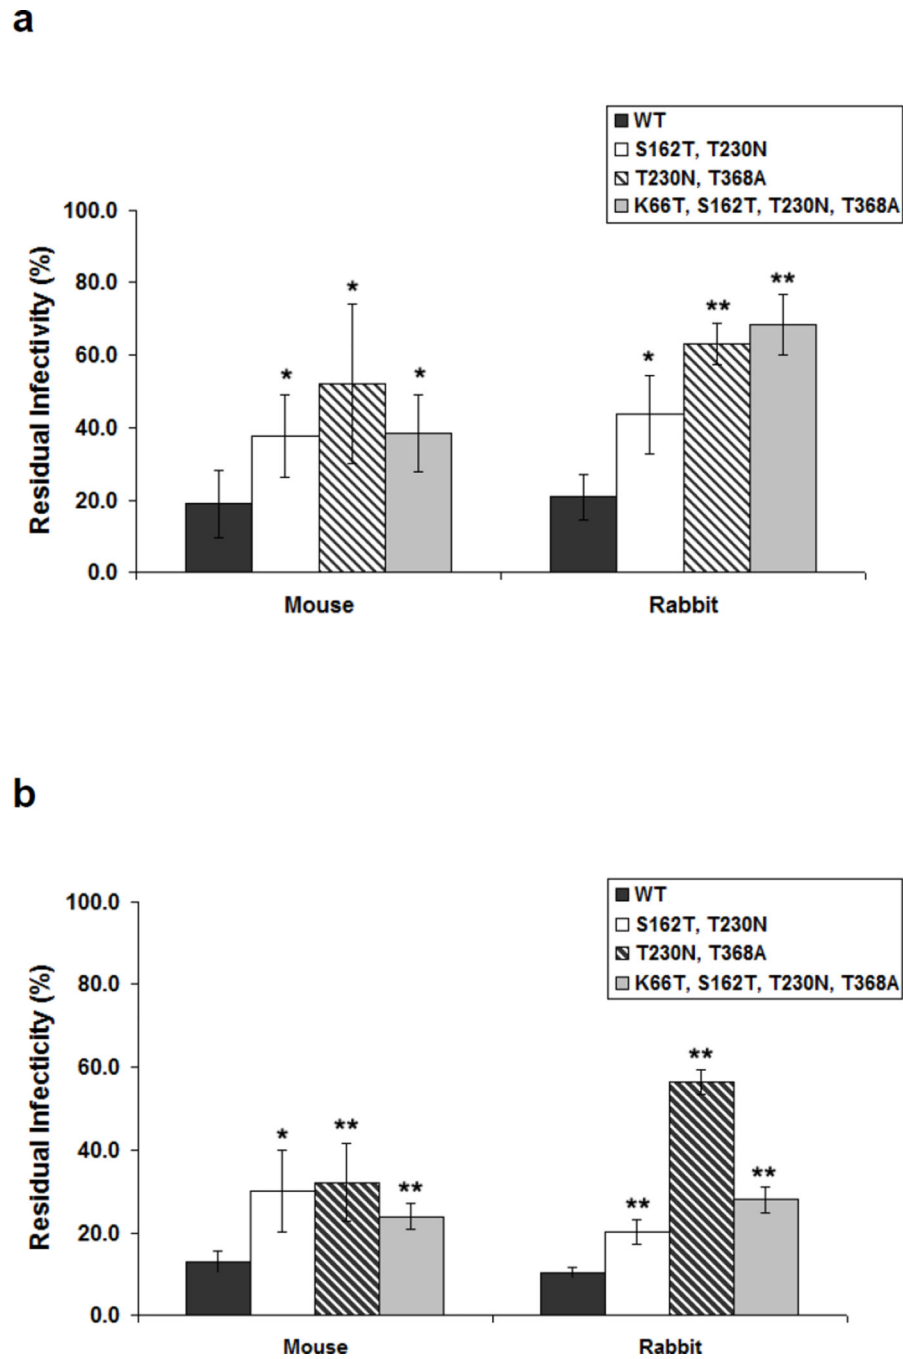 a
WT
S162T, T230N
T230N, T368A
K66T, S162T, T230N, T368A
Residual Infectivity (%)
100.0
80.0
60.0
40.0
20.0
0.0
*
*
*
*
**
**
Mouse
Rabbit
b
WT
S162T, T230N
T230N, T368A
K66T, S162T, T230N, T368A
Residual Infecticity (%)
100.0
80.0
60.0
40.0
20.0
0.0
*
**
**
**
**
**
Mouse
Rabbit